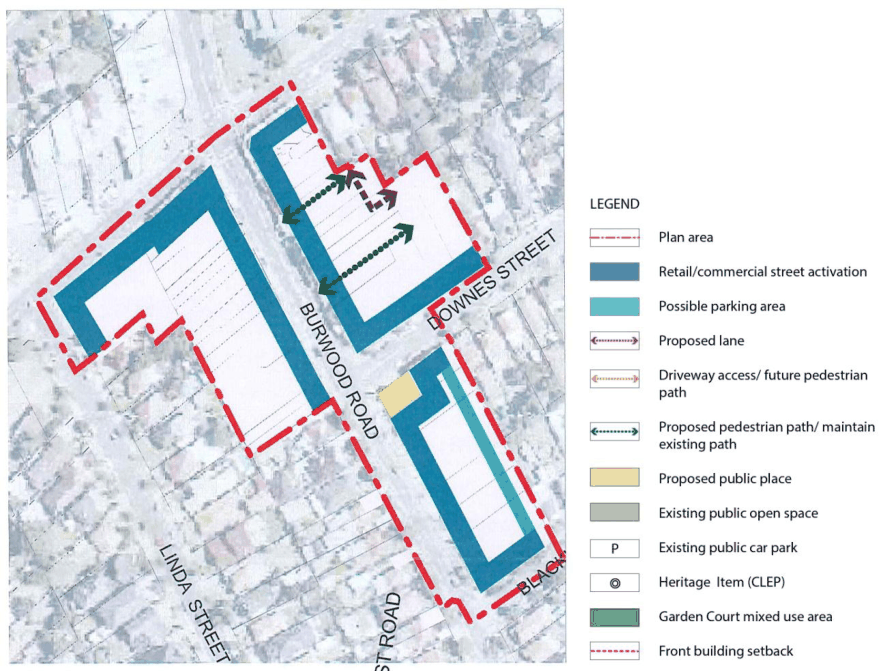 BURWOOD ROAD
DOWNES STREET
LINDA STREET
ST ROAD
BLACK
LEGEND
Plan area
Retail/commercial street activation
Possible parking area
Proposed lane
Driveway access/ future pedestrian
path
Proposed pedestrian path/ maintain
existing path
Proposed public place
Existing public open space
P
Existing public car park
Heritage Item (CLEP)
Garden Court mixed use area
Front building setback